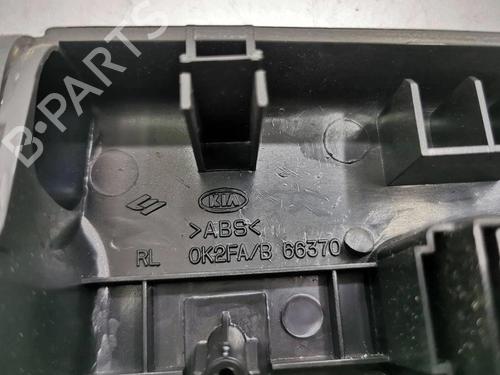 B-PARTS
KIA
>ABS<
RL 0K2FA/B 66370